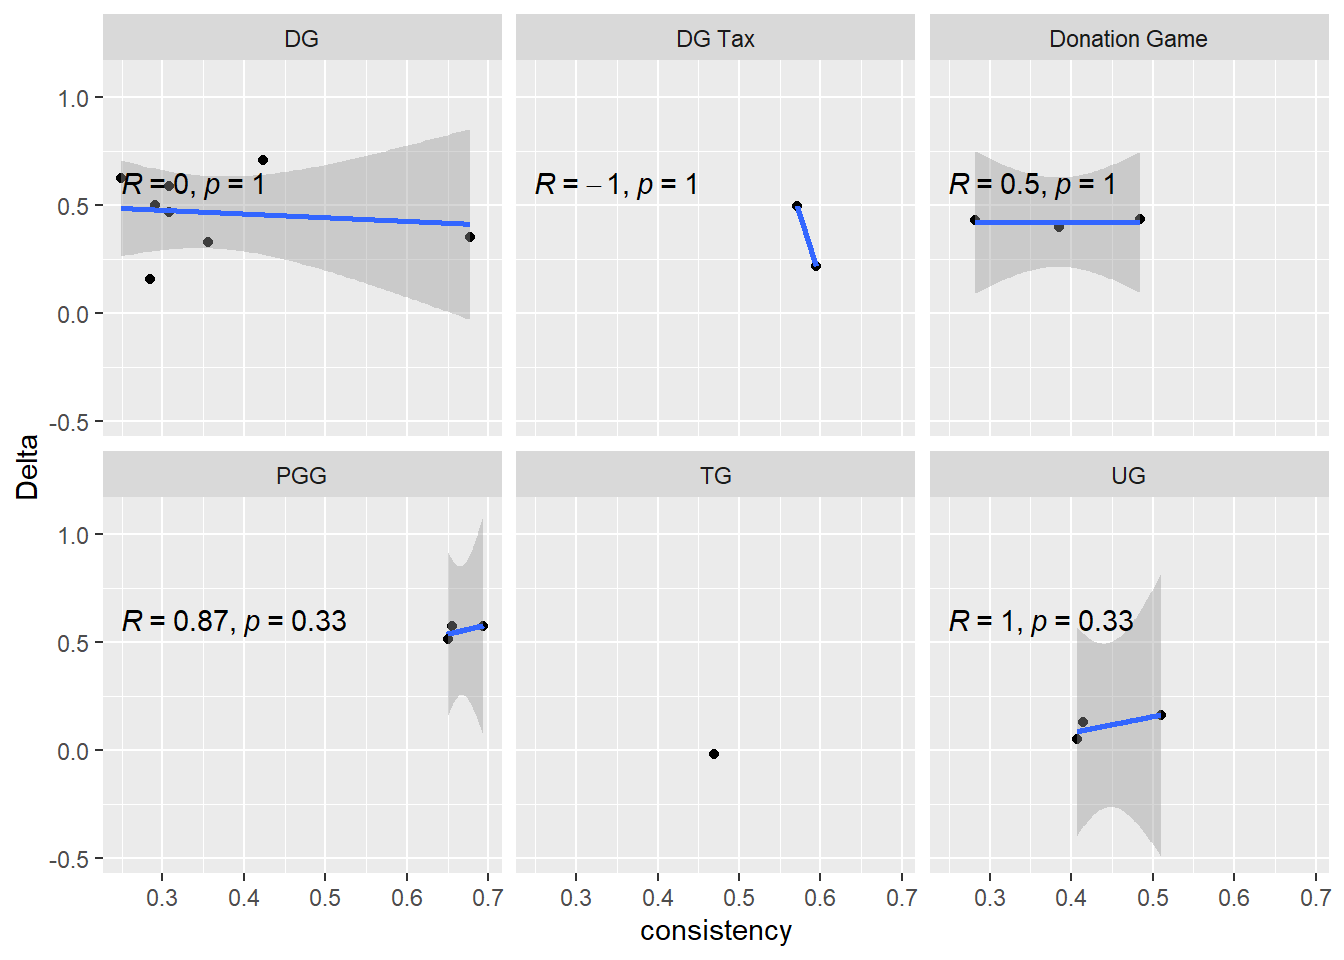 DG
DG Tax
Donation Game
1.0
0.5
0.0
-0.5
R = 0, p = 1
R = −1, p = 1
R = 0.5, p = 1
Delta
PGG
TG
UG
1.0
0.5
0.0
-0.5
R = 0.87, p = 0.33
R = 1, p = 0.33
0.3 0.4 0.5 0.6 0.7
0.3 0.4 0.5 0.6 0.7
0.3 0.4 0.5 0.6 0.7
consistency